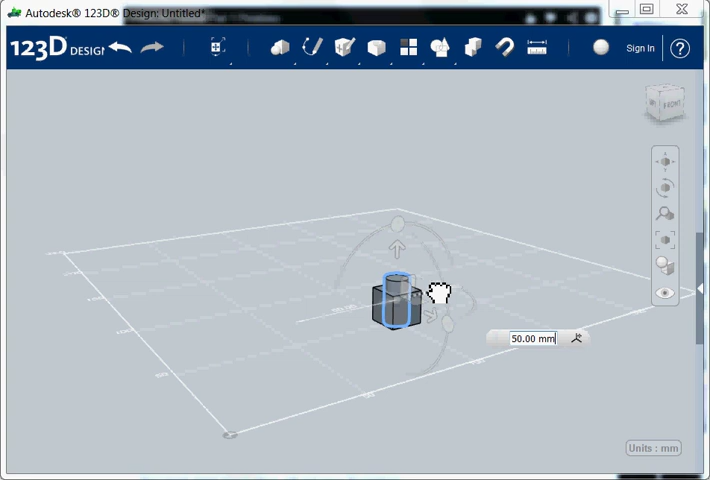 Autodesk® 123D® Design: Untitled*
123D DESIGN
Sign In
?
FRONT
50.00 mm
Units : mm